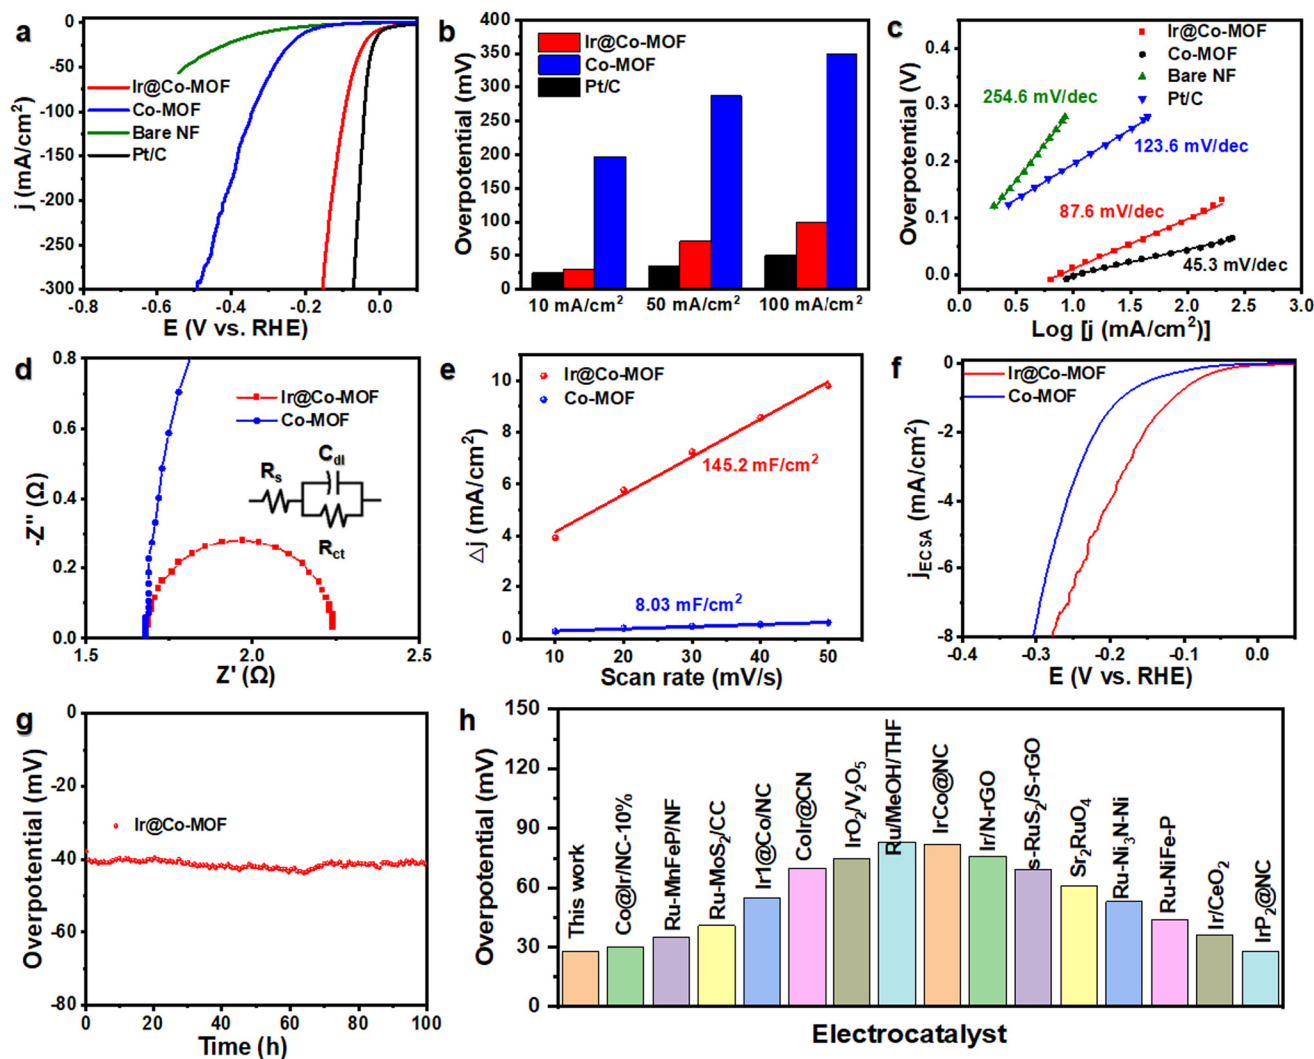 a
j (mA/cm²)
0
-50
-100
-150
-200
-250
-300
Ir@Co-MOF
Co-MOF
Bare NF
Pt/C
-0.8 -0.6 -0.4 -0.2 0.0
E (V vs. RHE)
b
Overpotential (mV)
400
350
300
250
200
150
100
50
0
Ir@Co-MOF
Co-MOF
Pt/C
10 mA/cm² 50 mA/cm² 100 mA/cm²
c
Overpotential (V)
0.4
0.3
0.2
0.1
0.0
Ir@Co-MOF
Co-MOF
Bare NF
Pt/C
254.6 mV/dec
123.6 mV/dec
87.6 mV/dec
45.3 mV/dec
0.0 0.5 1.0 1.5 2.0 2.5 3.0
Log [j (mA/cm²)]
d
-Z'' (Ω)
0.8
0.6
0.4
0.2
0.0
Ir@Co-MOF
Co-MOF
Rs
Cdl
Rct
1.5 2.0 2.5
Z' (Ω)
e
△j (mA/cm²)
10
8
6
4
2
0
Ir@Co-MOF
Co-MOF
145.2 mF/cm²
8.03 mF/cm²
10 20 30 40 50
Scan rate (mV/s)
f
jECSA (mA/cm²)
0
-2
-4
-6
-8
Ir@Co-MOF
Co-MOF
-0.4 -0.3 -0.2 -0.1 0.0
E (V vs. RHE)
g
Overpotential (mV)
0
-20
-40
-60
-80
Ir@Co-MOF
0 20 40 60 80 100
Time (h)
h
Overpotential (mV)
150
120
90
60
30
0
This work
Co@Ir/NC-10%
Ru-MnFeP/NF
Ru-MoS₂/CC
Ir1@Co/NC
CoIr@CN
IrO₂/V₂O₅
Ru/MeOH/THF
IrCo@NC
Ir/N-rGO
s-RuS₂/S-rGO
Sr₂RuO₄
Ru-Ni₃N-Ni
Ru-NiFe-P
Ir/CeO₂
IrP₂@NC
Electrocatalyst